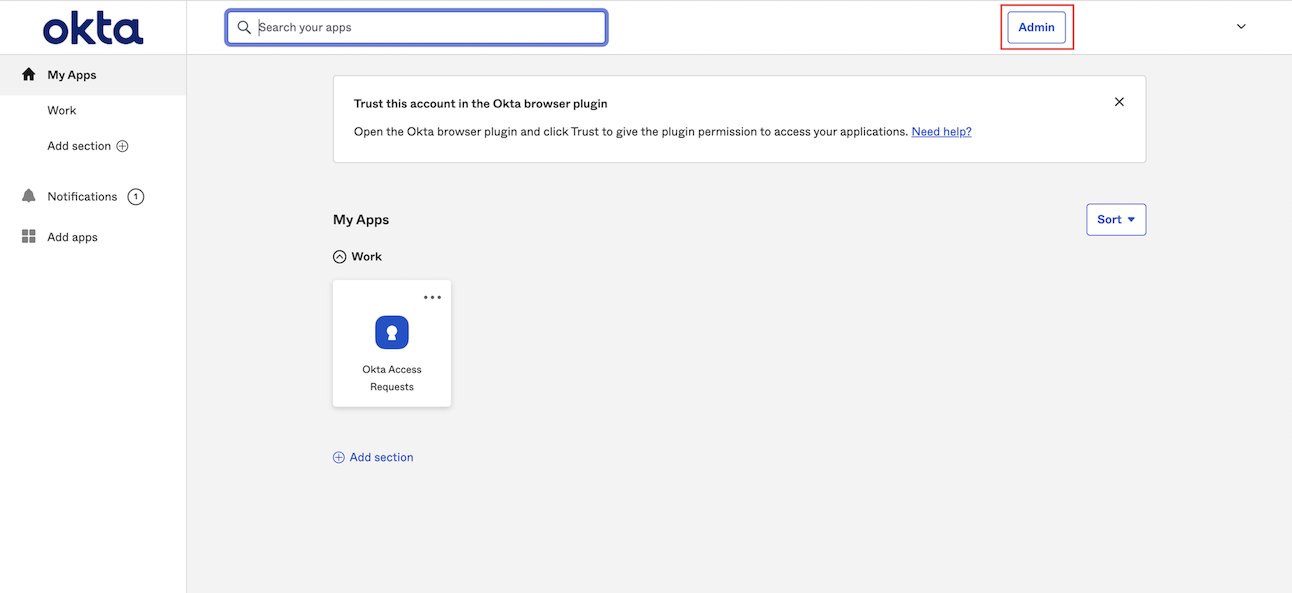 okta
Search your apps
Admin
My Apps
Work
Add section
Notifications 1
Add apps
Trust this account in the Okta browser plugin
Open the Okta browser plugin and click Trust to give the plugin permission to access your applications. Need help?
My Apps
Sort
Work
Okta Access
Requests
Add section